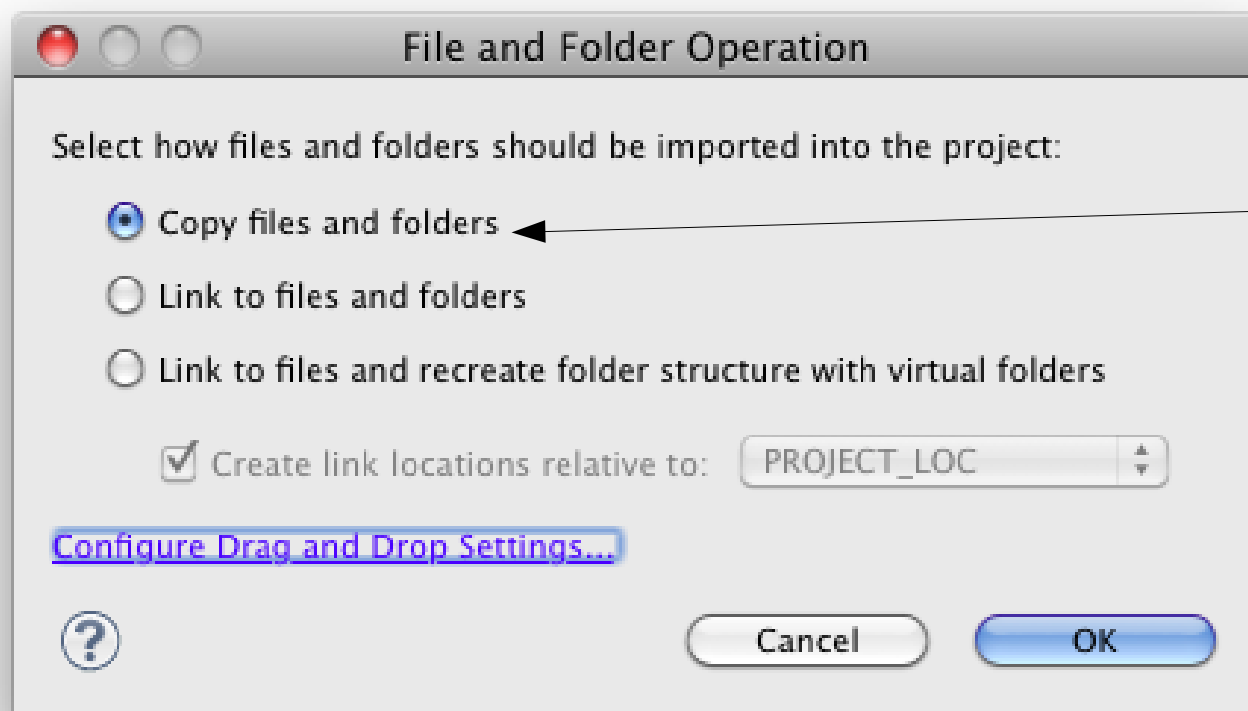 File and Folder Operation
Select how files and folders should be imported into the project:
Copy files and folders
Link to files and folders
Link to files and recreate folder structure with virtual folders
Create link locations relative to: PROJECT_LOC
Configure Drag and Drop Settings...
? Cancel OK